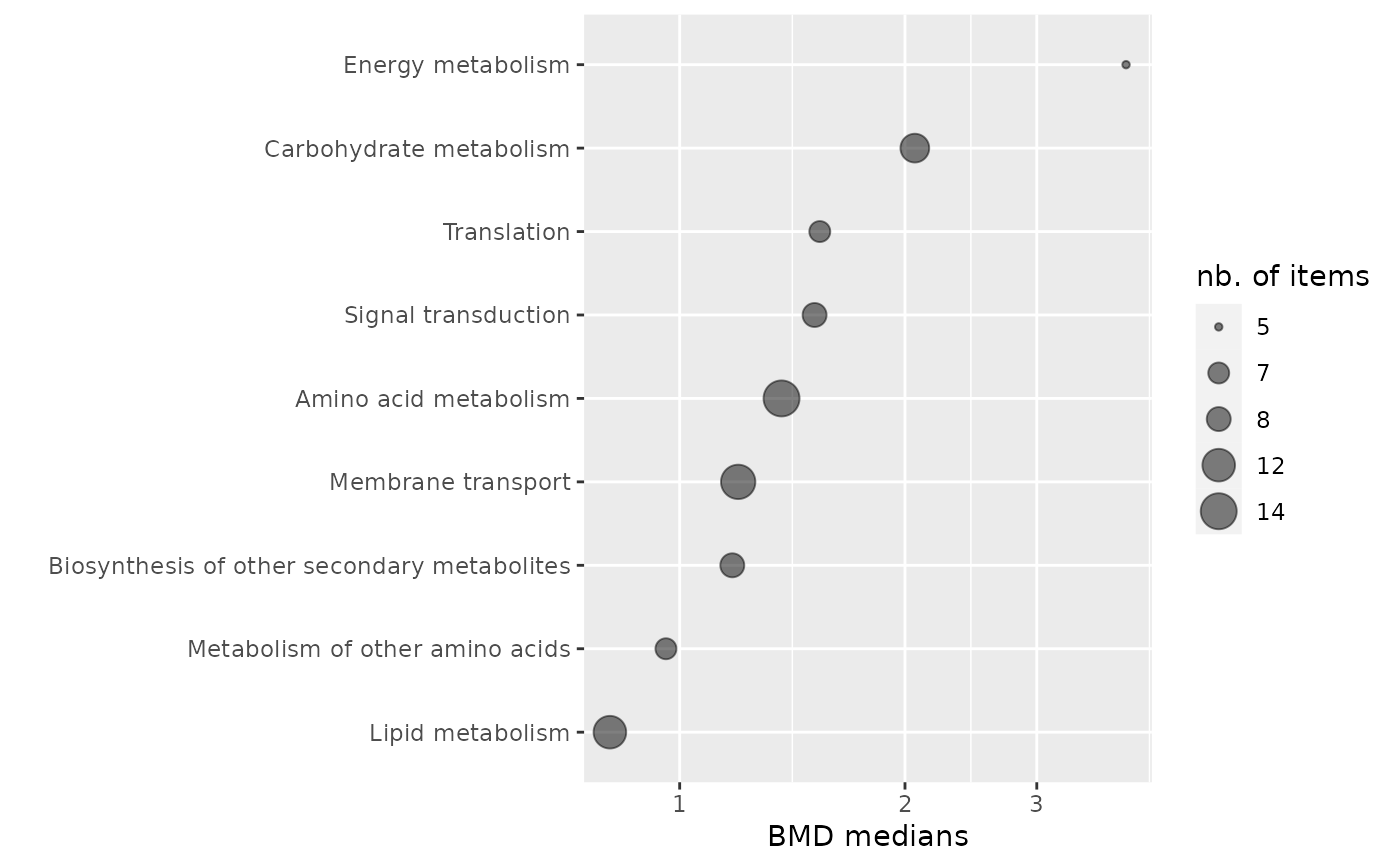 Energy metabolism
Carbohydrate metabolism
Translation
Signal transduction
Amino acid metabolism
Membrane transport
Biosynthesis of other secondary metabolites
Metabolism of other amino acids
Lipid metabolism
1 2 3
BMD medians
nb. of items
5
7
8
12
14